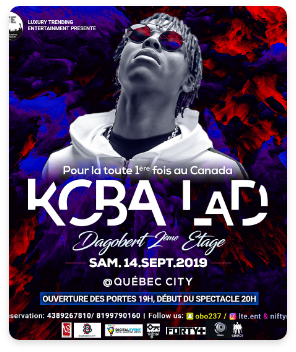 LUXURY TRENDING
ENTERTAINMENT PRESENTE
Pour la toute 1ère fois au Canada
KOBA LAD
Dagobert 2ème Etage
SAM. 14.SEPT.2019
@QUÉBEC CITY
OUVERTURE DES PORTES 19H, DÉBUT DU SPECTACLE 20H
eservation: 4389267810/ 8199790160 | Follow us obo237 / lte.ent & nifty
FORTY+